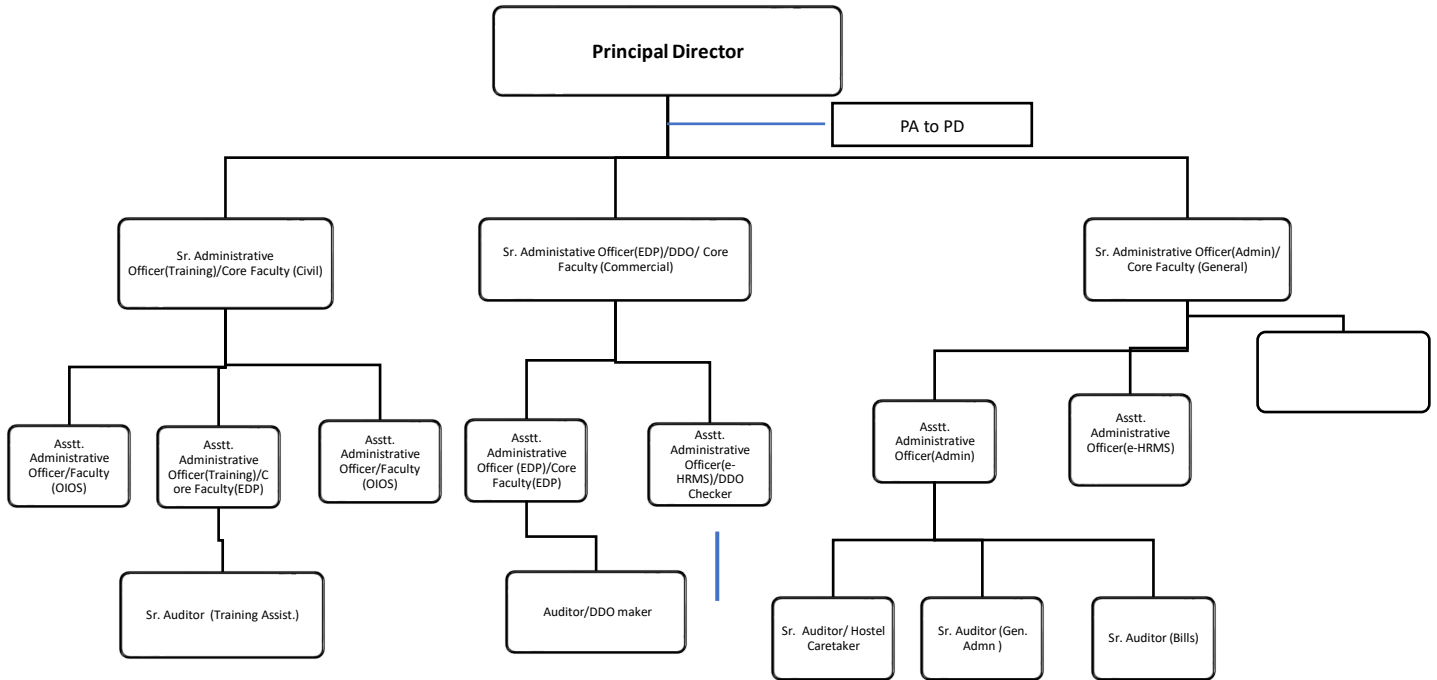 Principal Director
PA to PD
Sr. Administrative
Officer(Training)/Core Faculty (Civil)
Sr. Administative Officer(EDP)/DDO/ Core
Faculty (Commercial)
Sr. Administrative Officer(Admin)/
Core Faculty (General)
Asstt.
Administrative
Officer/Faculty
(OIOS)
Asstt.
Administrative
Officer(Training)/C
ore Faculty(EDP)
Asstt.
Administrative
Officer/Faculty
(OIOS)
Asstt.
Administrative
Officer (EDP)/Core
Faculty(EDP)
Asstt.
Administrative
Officer(e-
HRMS)/DDO
Checker
Asstt.
Administrative
Officer(Admin)
Asstt.
Administrative
Officer(e-HRMS)
Sr. Auditor (Training Assist.)
Auditor/DDO maker
Sr. Auditor/ Hostel
Caretaker
Sr. Auditor (Gen.
Admn )
Sr. Auditor (Bills)